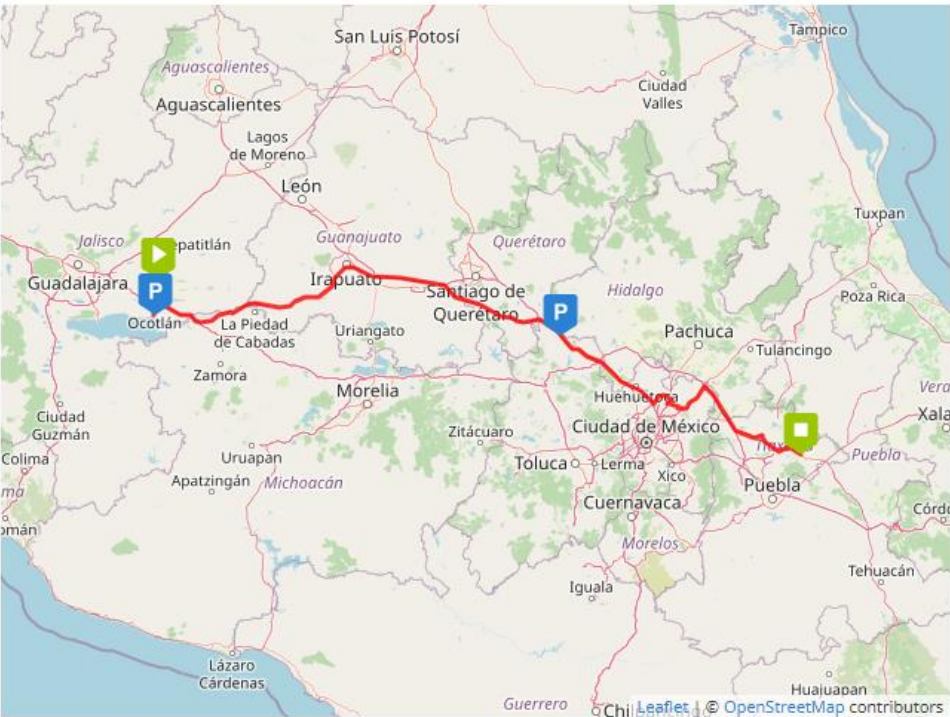 Tampico
San Luis Potosí
Aguascalientes
Ciudad
Valles
Aguascalientes
Lagos
de Moreno
León
Tuxpan
Jalisco
epatitlán
Guanajuato
Querétaro
Guadalajara
P
Irapuato
Santiago de
Querétaro
P
Hidalgo
Poza Rica
Ocotlán
La Piedad
de Cabadas
Uriangato
Pachuca
Tulancingo
Zamora
Morelia
Huehuetoca
Ciudad
Guzmán
Zitácuaro
Ciudad de México
Xala
Colima
Uruapan
Toluca
Lerma
Xico
Puebla
Apatzingán
Michoacán
Puebla
Cuernavaca
Córdo
Morelos
Tehuacán
Iguala
Lázaro
Cárdenas
Huajuapan
Guerrero
Leaflet | © OpenStreetMap contributors